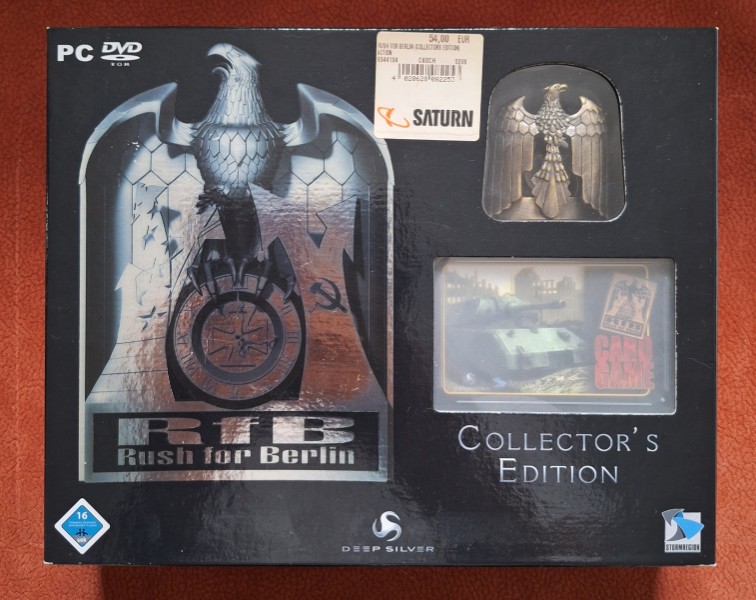 PC DVD
ROM
54,00 EUR
RUSH FOR BERLIN (COLLECTORS EDITION)
ACTION
SATURN
CARD
GAME
RfB
Rush for Berlin
COLLECTOR'S
EDITION
16
DEEP SILVER
STORMREGION